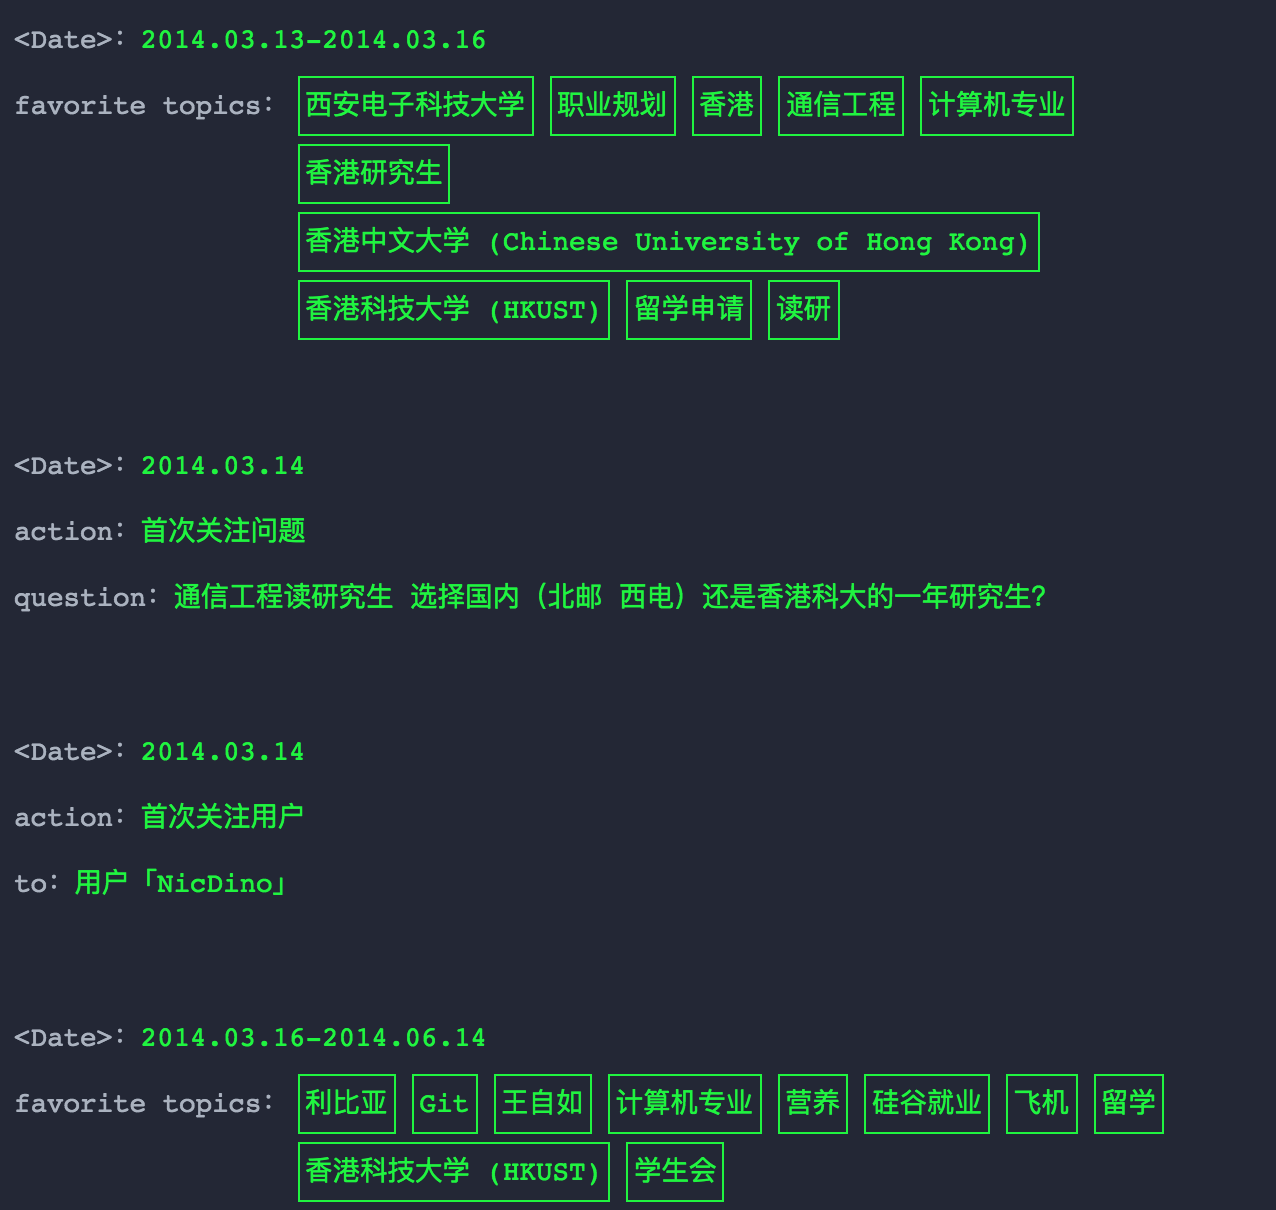 <Date>: 2014.03.13-2014.03.16
favorite topics: 西安电子科技大学 职业规划 香港 通信工程 计算机专业
香港研究生
香港中文大学 (Chinese University of Hong Kong)
香港科技大学 (HKUST) 留学申请 读研
<Date>: 2014.03.14
action: 首次关注问题
question: 通信工程读研究生 选择国内（北邮 西电）还是香港科大的一年研究生?
<Date>: 2014.03.14
action: 首次关注用户
to: 用户「NicDino」
<Date>: 2014.03.16-2014.06.14
favorite topics: 利比亚 Git 王自如 计算机专业 营养 硅谷就业 飞机 留学
香港科技大学 (HKUST) 学生会